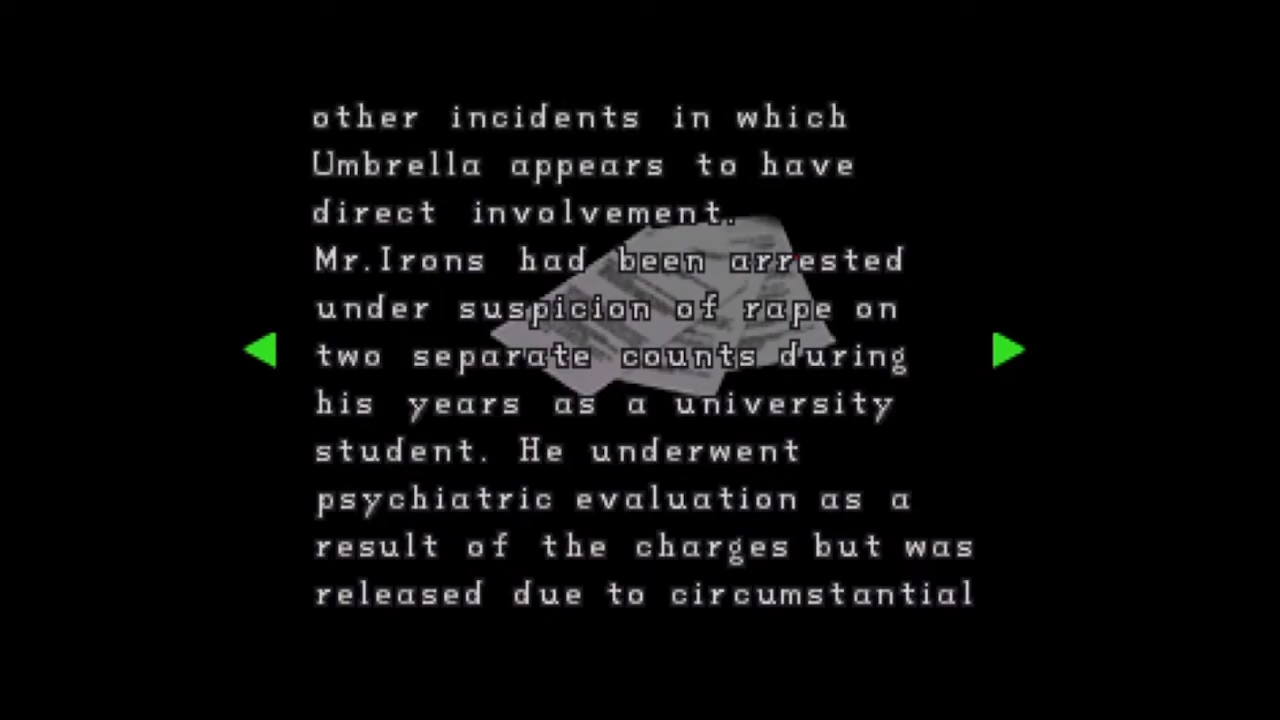 other incidents in which
Umbrella appears to have
direct involvement.
Mr.Irons had been arrested
under suspicion of rape on
two separate counts during
his years as a university
student. He underwent
psychiatric evaluation as a
result of the charges but was
released due to circumstantial